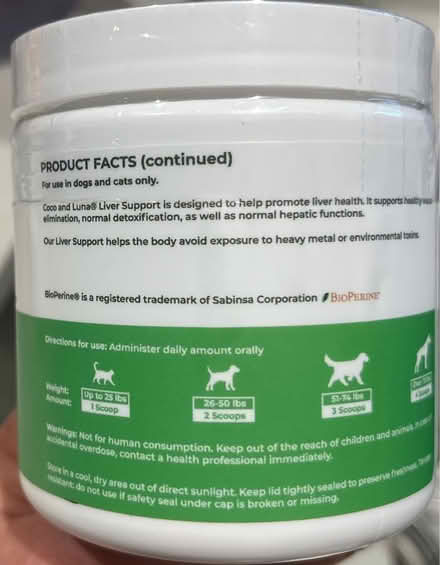 PRODUCT FACTS (continued)
For use in dogs and cats only.
Coco and Luna® Liver Support is designed to help promote liver health. It supports healthy
elimination, normal detoxification, as well as normal hepatic functions.
Our Liver Support helps the body avoid exposure to heavy metal or environmental toxins.
BioPerine® is a registered trademark of Sabinsa Corporation BIOPERINE®
Directions for use: Administer daily amount orally
Weight: Up to 25 lbs 26-50 lbs 51-74 lbs
Amount: 1 Scoop 2 Scoops 3 Scoops
Warnings: Not for human consumption. Keep out of the reach of children and animals. In case of
accidental overdose, contact a health professional immediately.
Store in a cool, dry area out of direct sunlight. Keep lid tightly sealed to preserve freshness.
resistant: do not use if safety seal under cap is broken or missing.